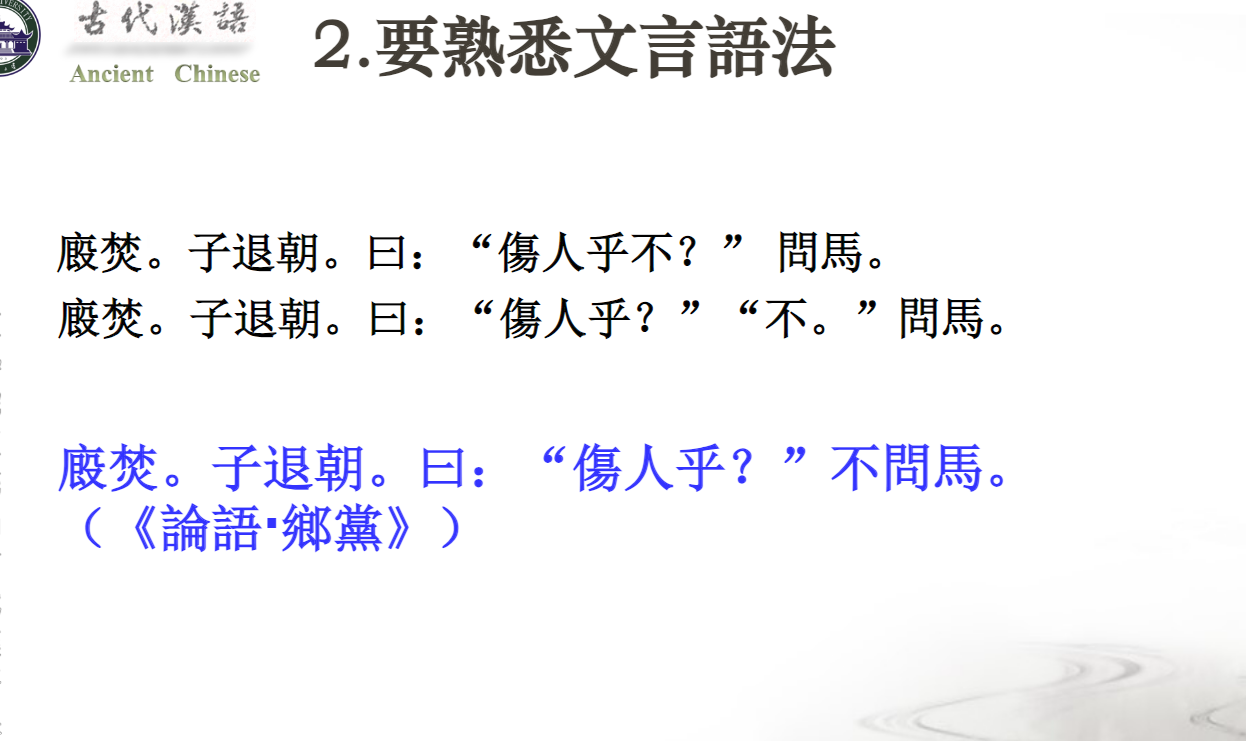 古代漢語
Ancient Chinese
2.要熟悉文言語法
廄焚。子退朝。曰：“傷人乎不？” 問馬。
廄焚。子退朝。曰：“傷人乎？”“不。”問馬。
廄焚。子退朝。曰：“傷人乎？”不問馬。
（《論語·鄉黨》）